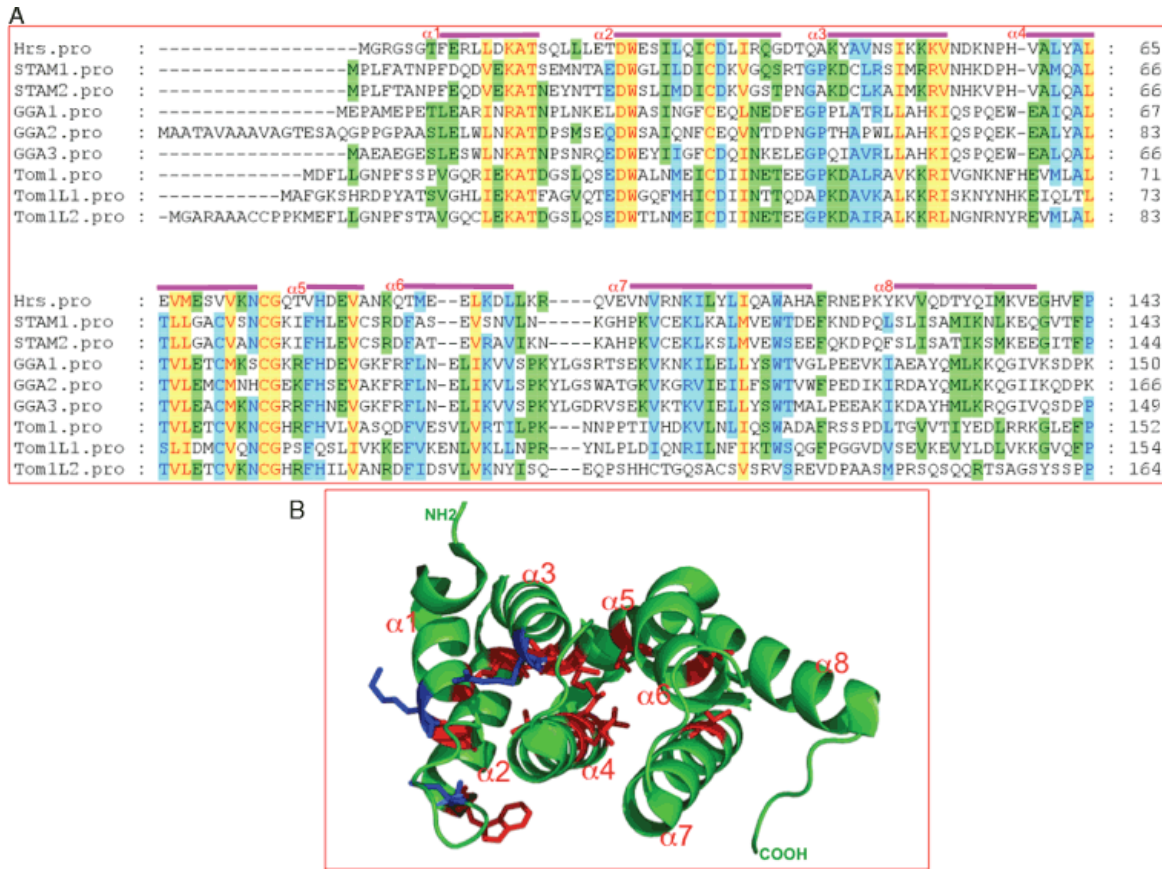 A
α1 α2 α3 α4
Hrs.pro : ------------------MGRGSGTFERLLDKATSQLLLETDWESILQICDLIRQGDTQAKYAVNSIKKKVNDKNPH-VALYAL : 65
STAM1.pro : -----------------MPLFATNPFDQDVEKATSEMNTAEDWGLILDICDKVGQSRTGPKDCLRSIMRRVNHKDPH-VAMQAL : 66
STAM2.pro : -----------------MPLFTANPFEQDVEKATNEYNTTEDWSLIMDICDKVGSTPNGAKDCLKAIMKRVNHKVPH-VALQAL : 66
GGA1.pro : ----------------MEPAMEPETLEARINRATNPLNKELDWASINGFCEQLNEDFEGPPLATRLLAHKIQSPQEW-EAIQAL : 67
GGA2.pro : MAATAVAAAVAGTESAQGPPGPAASLELWLNKATDPSMSEQDWSAIQNFCEQVNTDPNGPTHAPWLLAHKIQSPQEK-EALYAL : 83
GGA3.pro : -----------------MAEAEGESLESWLNKATNPSNRQEDWEYIIGFCDQINKELEGPQIAVRLLAHKIQSPQEW-EALQAL : 66
Tom1.pro : -------------MDFLLGNPFSSPVGQRIEKATDGSLQSEDWALNMEICDIINETEEGPKDALRAVKKRIVGNKNFHEVMLAL : 71
Tom1L1.pro : -----------MAFGKSHRDPYATSVGHLIEKATFAGVQTEDWGQFMHICDIINTTQDAPKDAVKALKKRISKNYNHKEIQLTL : 73
Tom1L2.pro : -MGARAAACCPPKMEFLLGNPFSTAVGQCLEKATDGSLQSEDWTLNMEICDIINETEEGPKDAIRALKKRLNGNRNYREVMLAL : 83
α5 α6 α7 α8
Hrs.pro : EVMESVVKNCGQTVHDEVANKQTME--ELKDLLKR----QVEVNVRNKILYLIQAWAHAFRNEPKYKVVQDTYQIMKVEGHVFP : 143
STAM1.pro : TLLGACVSNCGKIFHLEVCSRDFAS--EVSNVLN-----KGHPKVCEKLKALMVEWTDEFKNDPQLSLISAMIKNLKEQGVTFP : 143
STAM2.pro : TLLGACVANCGKIFHLEVCSRDFAT--EVRAVIKN----KAHPKVCEKLKSLMVEWSEEFQKDPQFSLISATIKSMKEEGITFP : 144
GGA1.pro : TVLETCMKSCGKRFHDEVGKFRFLN-ELIKVVSPKYLGSRTSEKVKNKILELLYSWTVGLPEEVKIAEAYQMLKKQGIVKSDPK : 150
GGA2.pro : TVLEMCMNHCGEKFHSEVAKFRFLN-ELIKVLSPKYLGSWATGKVKGRVIEILFSWTVWFPEDIKIRDAYQMLKKQGIIKQDPK : 166
GGA3.pro : TVLEACMKNCGRRFHNEVGKFRFLN-ELIKVVSPKYLGDRVSEKVKTKVIELLYSWTMALPEEAKIKDAYHMLKRQGIVQSDPP : 149
Tom1.pro : TVLETCVKNCGHRFHVLVASQDFVESVLVRTILPK---NNPPTIVHDKVLNLIQSWADAFRSSPDLTGVVTIYEDLRRKGLEFP : 152
Tom1L1.pro : SLIDMCVQNCGPSFQSLIVKKEFVKENLVKLLNPR---YNLPLDIQNRILNFIKTWSQGFPGGVDVSEVKEVYLDLVKKGVQFP : 154
Tom1L2.pro : TVLETCVKNCGHRFHILVANRDFIDSVLVKNYISQ---EQPSHHCTGQSACSVSRVSREVDPAASMPRSQSQQRTSAGSYSSPP : 164
B
NH2
α3
α5
α1
α8
α6
α2
α4
α7
COOH